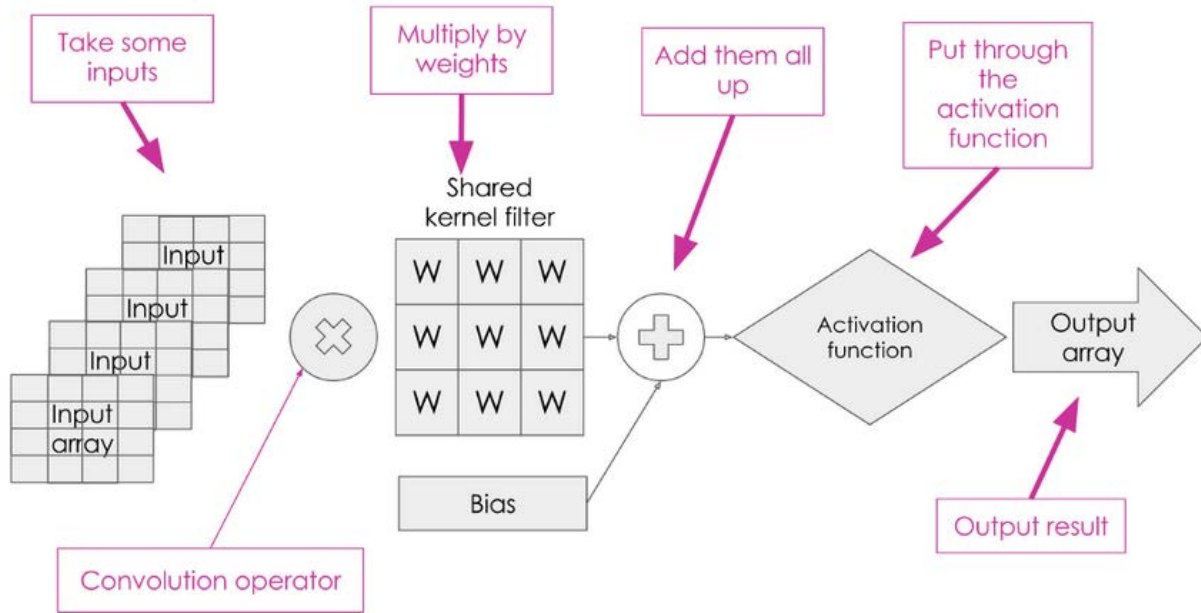 Take some
inputs
Multiply by
weights
Add them all
up
Put through
the
activation
function
Shared
kernel filter
Input
Input
Input
Input
array
W W W
W W W
W W W
Activation
function
Output
array
Bias
Output result
Convolution operator